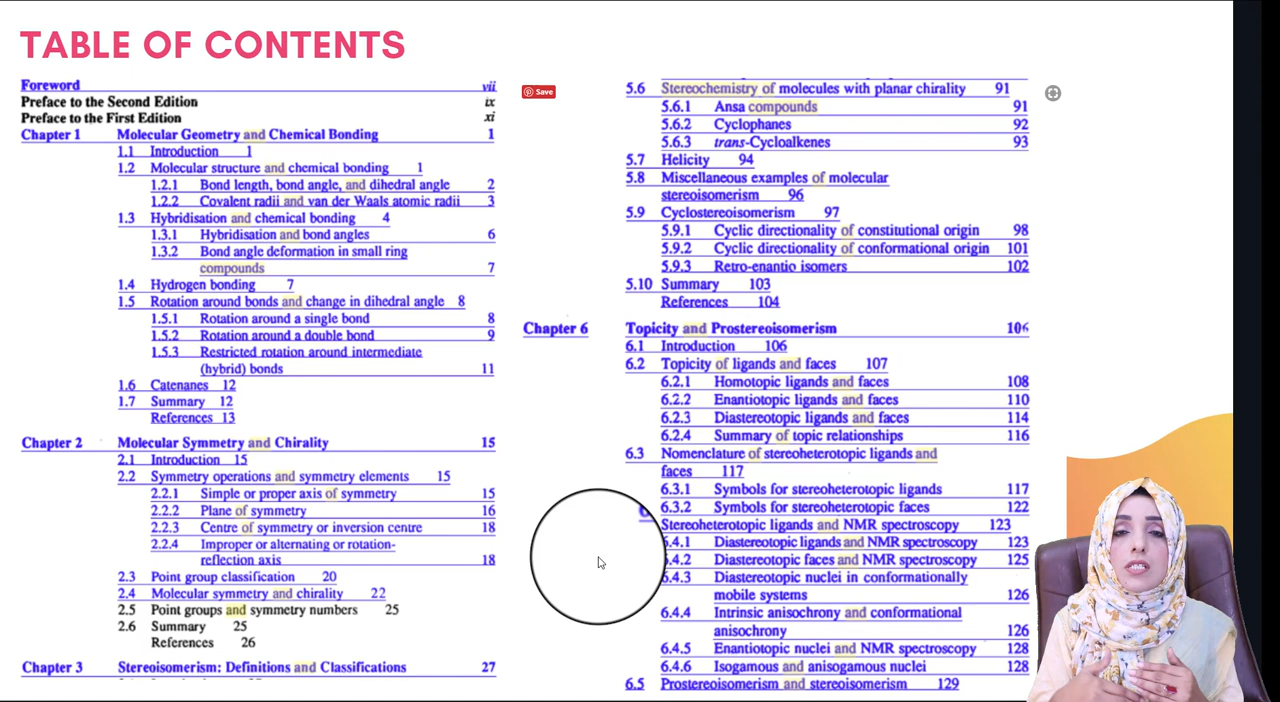 TABLE OF CONTENTS
Foreword vii
Preface to the Second Edition ix
Preface to the First Edition xi
Chapter 1 Molecular Geometry and Chemical Bonding 1
1.1 Introduction 1
1.2 Molecular structure and chemical bonding 1
1.2.1 Bond length, bond angle, and dihedral angle 2
1.2.2 Covalent radii and van der Waals atomic radii 3
1.3 Hybridisation and chemical bonding 4
1.3.1 Hybridisation and bond angles 6
1.3.2 Bond angle deformation in small ring
compounds 7
1.4 Hydrogen bonding 7
1.5 Rotation around bonds and change in dihedral angle 8
1.5.1 Rotation around a single bond 8
1.5.2 Rotation around a double bond 9
1.5.3 Restricted rotation around intermediate
(hybrid) bonds 11
1.6 Catenanes 12
1.7 Summary 12
References 13
Chapter 2 Molecular Symmetry and Chirality 15
2.1 Introduction 15
2.2 Symmetry operations and symmetry elements 15
2.2.1 Simple or proper axis of symmetry 15
2.2.2 Plane of symmetry 16
2.2.3 Centre of symmetry or inversion centre 18
2.2.4 Improper or alternating or rotation-
reflection axis 18
2.3 Point group classification 20
2.4 Molecular symmetry and chirality 22
2.5 Point groups and symmetry numbers 25
2.6 Summary 25
References 26
Chapter 3 Stereoisomerism: Definitions and Classifications 27
Save
5.6 Stereochemistry of molecules with planar chirality 91
5.6.1 Ansa compounds 91
5.6.2 Cyclophanes 92
5.6.3 trans-Cycloalkenes 93
5.7 Helicity 94
5.8 Miscellaneous examples of molecular
stereoisomerism 96
5.9 Cyclostereoisomerism 97
5.9.1 Cyclic directionality of constitutional origin 98
5.9.2 Cyclic directionality of conformational origin 101
5.9.3 Retro-enantio isomers 102
5.10 Summary 103
References 104
Chapter 6 Topicity and Prostereoisomerism 106
6.1 Introduction 106
6.2 Topicity of ligands and faces 107
6.2.1 Homotopic ligands and faces 108
6.2.2 Enantiotopic ligands and faces 110
6.2.3 Diastereotopic ligands and faces 114
6.2.4 Summary of topic relationships 116
6.3 Nomenclature of stereoheterotopic ligands and
faces 117
6.3.1 Symbols for stereoheterotopic ligands 117
6.3.2 Symbols for stereoheterotopic faces 122
Stereoheterotopic ligands and NMR spectroscopy 123
6.4.1 Diastereotopic ligands and NMR spectroscopy 123
6.4.2 Diastereotopic faces and NMR spectroscopy 125
6.4.3 Diastereotopic nuclei in conformationally
mobile systems 126
6.4.4 Intrinsic anisochrony and conformational
anisochrony 126
6.4.5 Enantiotopic nuclei and NMR spectroscopy 128
6.4.6 Isogamous and anisogamous nuclei 128
6.5 Prostereoisomerism and stereoisomerism 129